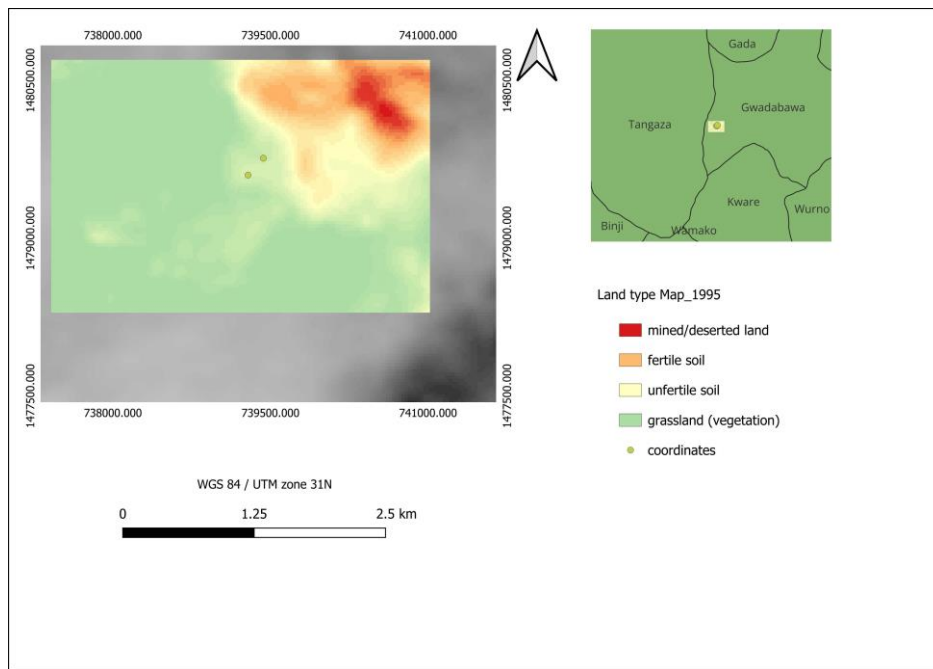 738000.000 739500.000 741000.000
1480500.000 1480500.000
1479000.000 1479000.000
1477500.000 1477500.000
738000.000 739500.000 741000.000
Gada
Tangaza Gwadabawa
Kware
Binji Wamako Wurno
Land type Map_1995
mined/deserted land
fertile soil
unfertile soil
grassland (vegetation)
coordinates
WGS 84 / UTM zone 31N
0 1.25 2.5 km